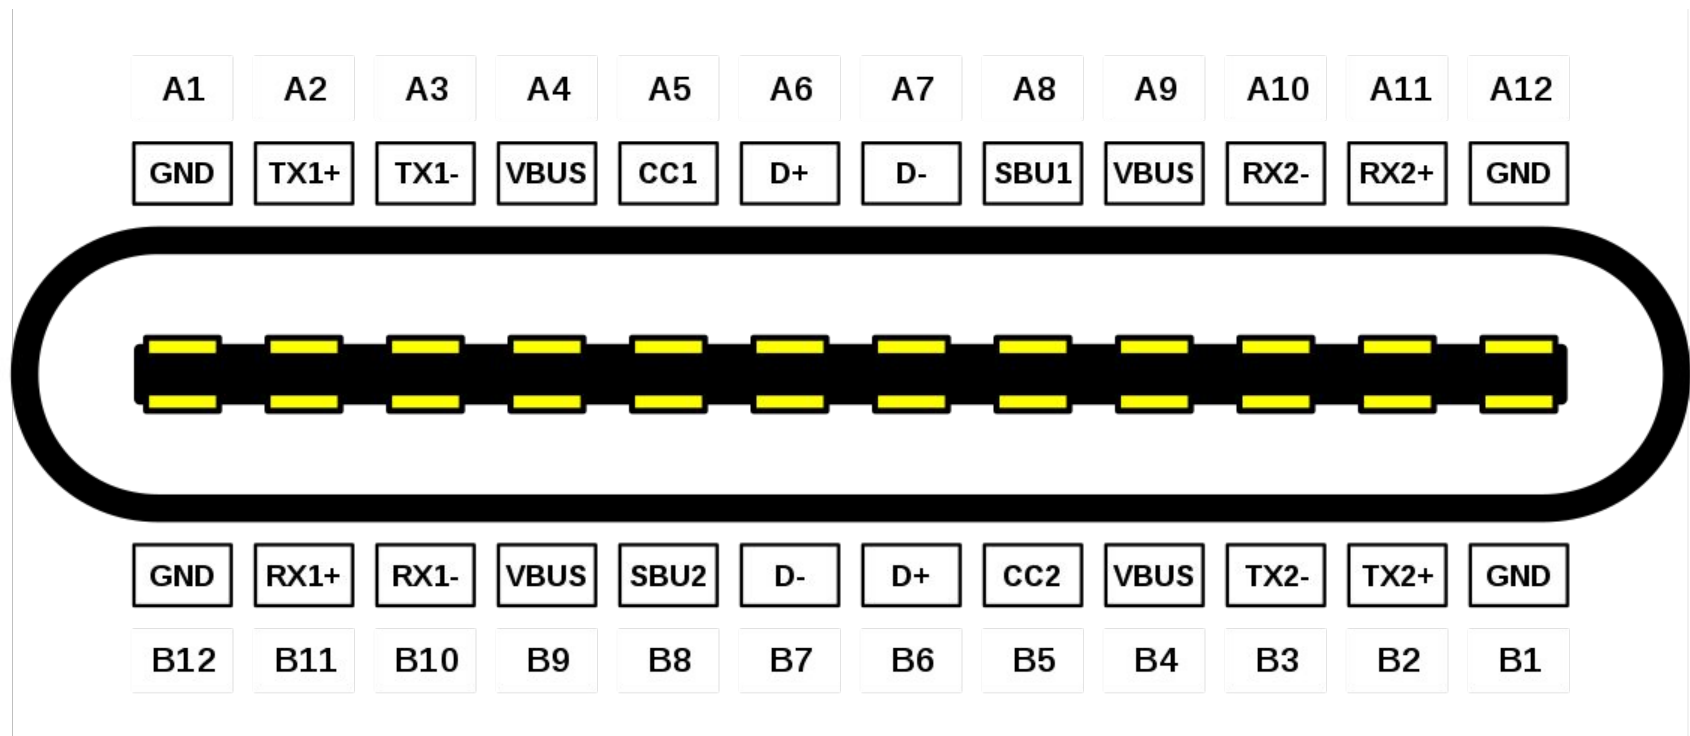 A1 A2 A3 A4 A5 A6 A7 A8 A9 A10 A11 A12
GND TX1+ TX1- VBUS CC1 D+ D- SBU1 VBUS RX2- RX2+ GND
GND RX1+ RX1- VBUS SBU2 D- D+ CC2 VBUS TX2- TX2+ GND
B12 B11 B10 B9 B8 B7 B6 B5 B4 B3 B2 B1